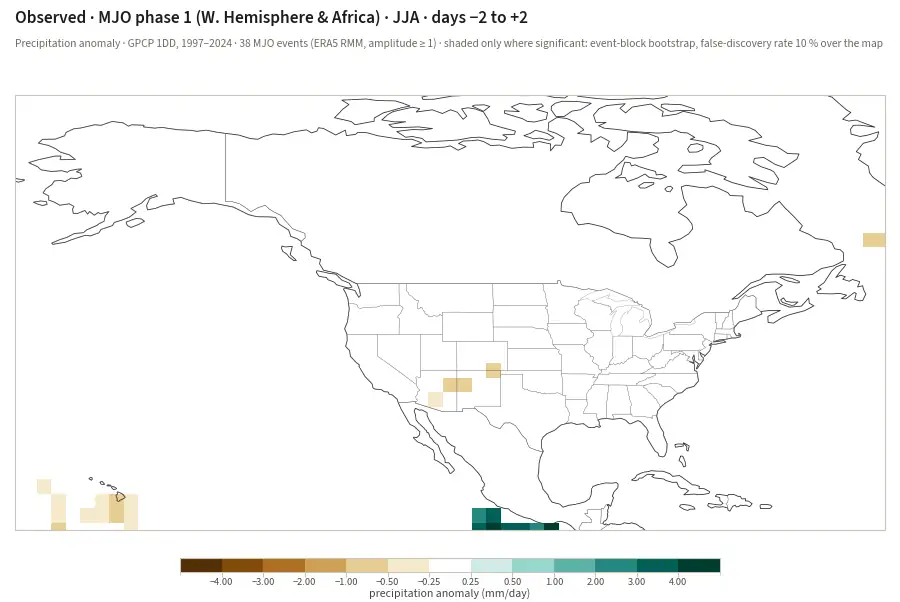 Observed · MJO phase 1 (W. Hemisphere & Africa) · JJA · days −2 to +2
Precipitation anomaly · GPCP 1DD, 1997–2024 · 38 MJO events (ERA5 RMM, amplitude ≥ 1) · shaded only where significant: event-block bootstrap, false-discovery rate 10 % over the map
−4.00 −3.00 −2.00 −1.00 −0.50 −0.25 0.25 0.50 1.00 2.00 3.00 4.00
precipitation anomaly (mm/day)